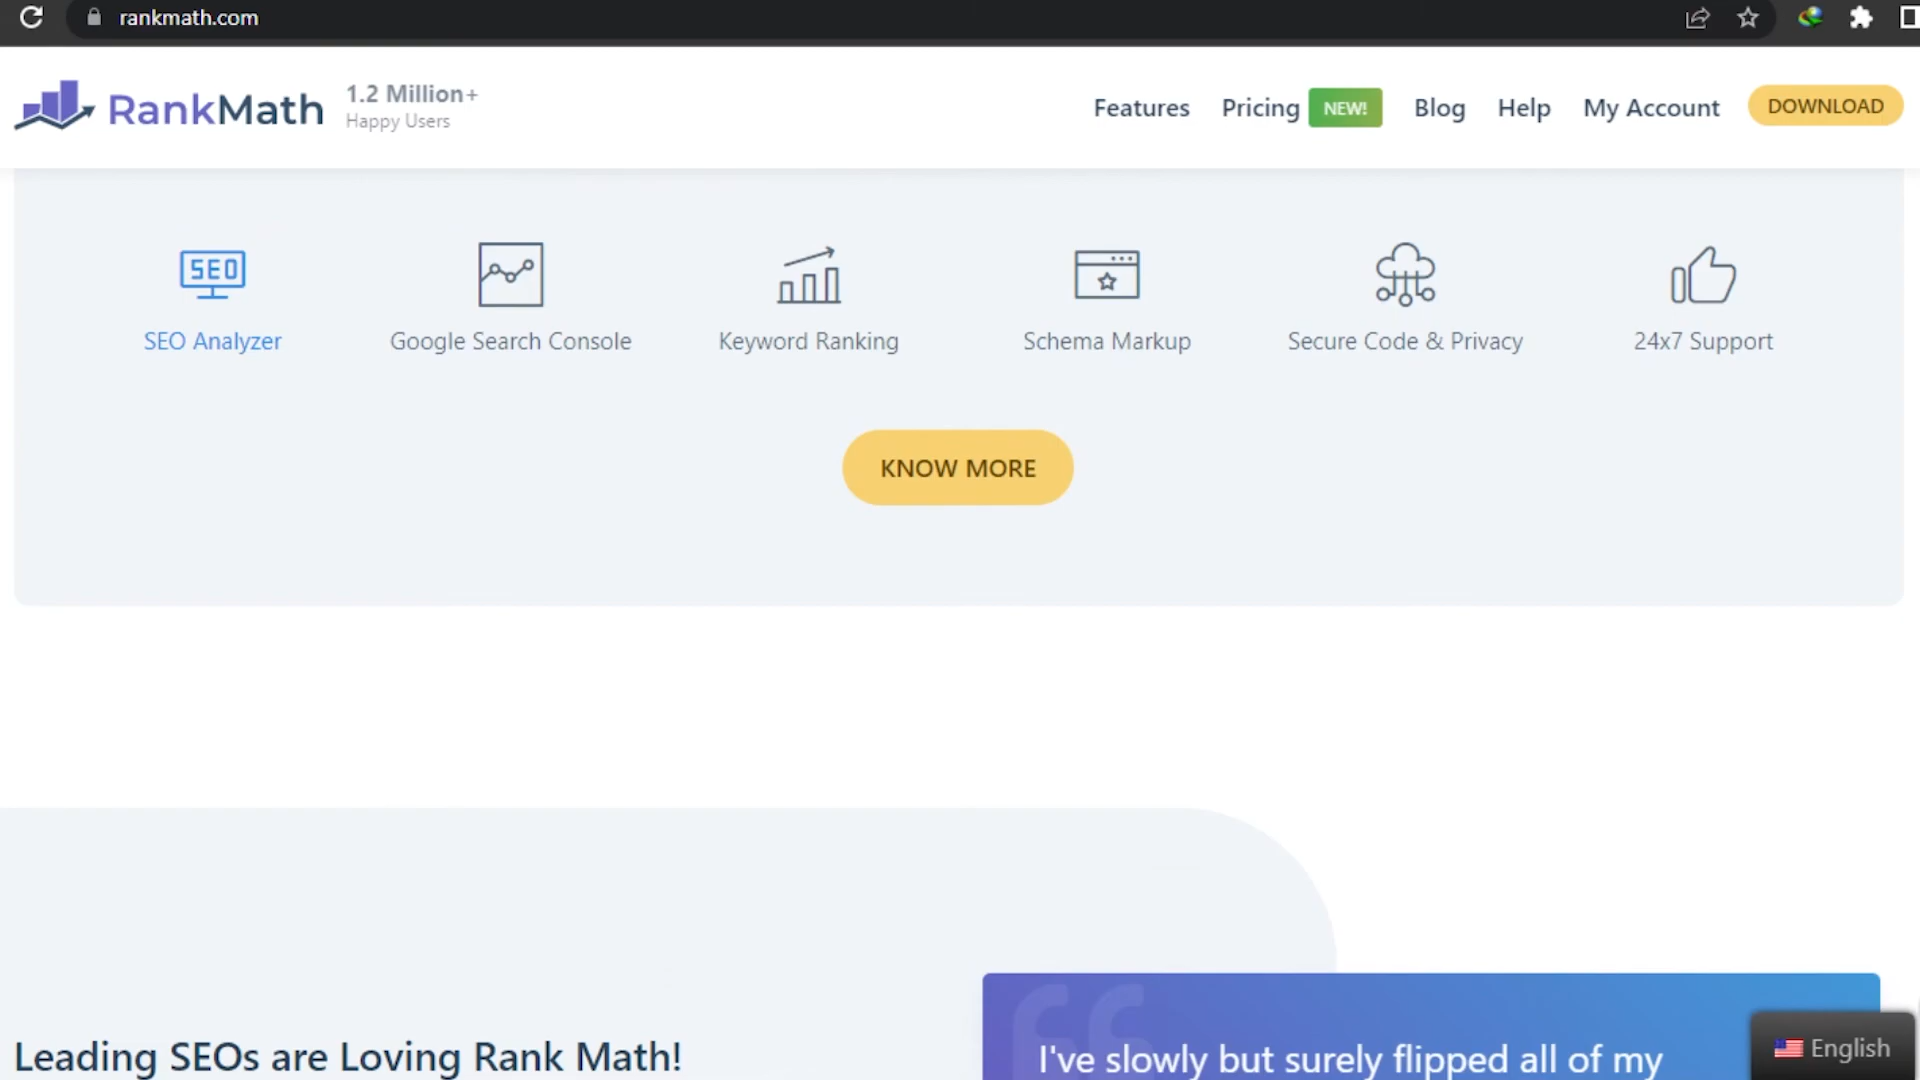 rankmath.com
RankMath
1.2 Million+
Happy Users
Features
Pricing
NEW!
Blog
Help
My Account
DOWNLOAD
SEO
SEO Analyzer
Google Search Console
Keyword Ranking
Schema Markup
Secure Code & Privacy
24x7 Support
KNOW MORE
Leading SEOs are Loving Rank Math!
I've slowly but surely flipped all of my
English